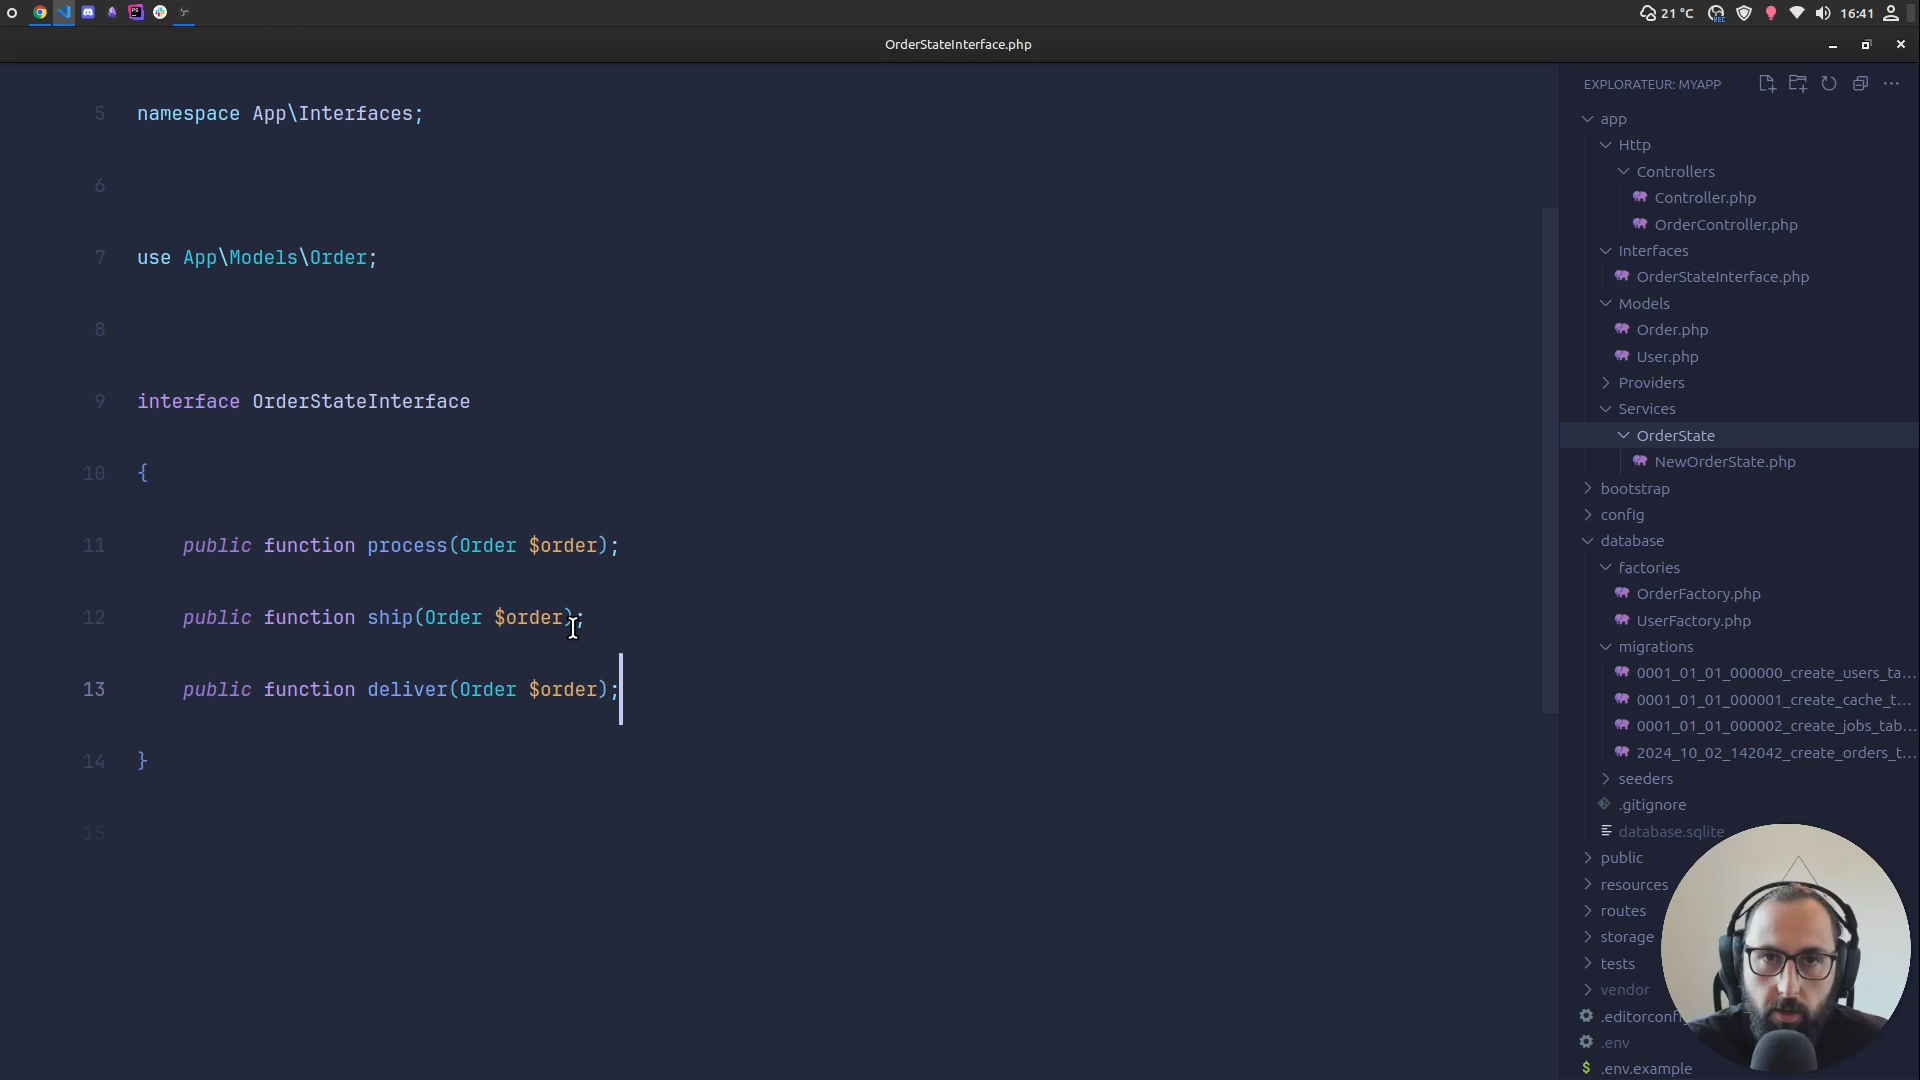 21 °C
REC
16:41
OrderStateInterface.php
5 namespace App\Interfaces;
6
7 use App\Models\Order;
8
9 interface OrderStateInterface
10 {
11 public function process(Order $order);
12 public function ship(Order $order);
13 public function deliver(Order $order);
14 }
15
EXPLORATEUR: MYAPP
app
Http
Controllers
Controller.php
OrderController.php
Interfaces
OrderStateInterface.php
Models
Order.php
User.php
Providers
Services
OrderState
NewOrderState.php
bootstrap
config
database
factories
OrderFactory.php
UserFactory.php
migrations
0001_01_01_000000_create_users_ta...
0001_01_01_000001_create_cache_t...
0001_01_01_000002_create_jobs_tab...
2024_10_02_142042_create_orders_t...
seeders
.gitignore
database.sqlite
public
resources
routes
storage
tests
vendor
.editorconfi
.env
$ .env.example